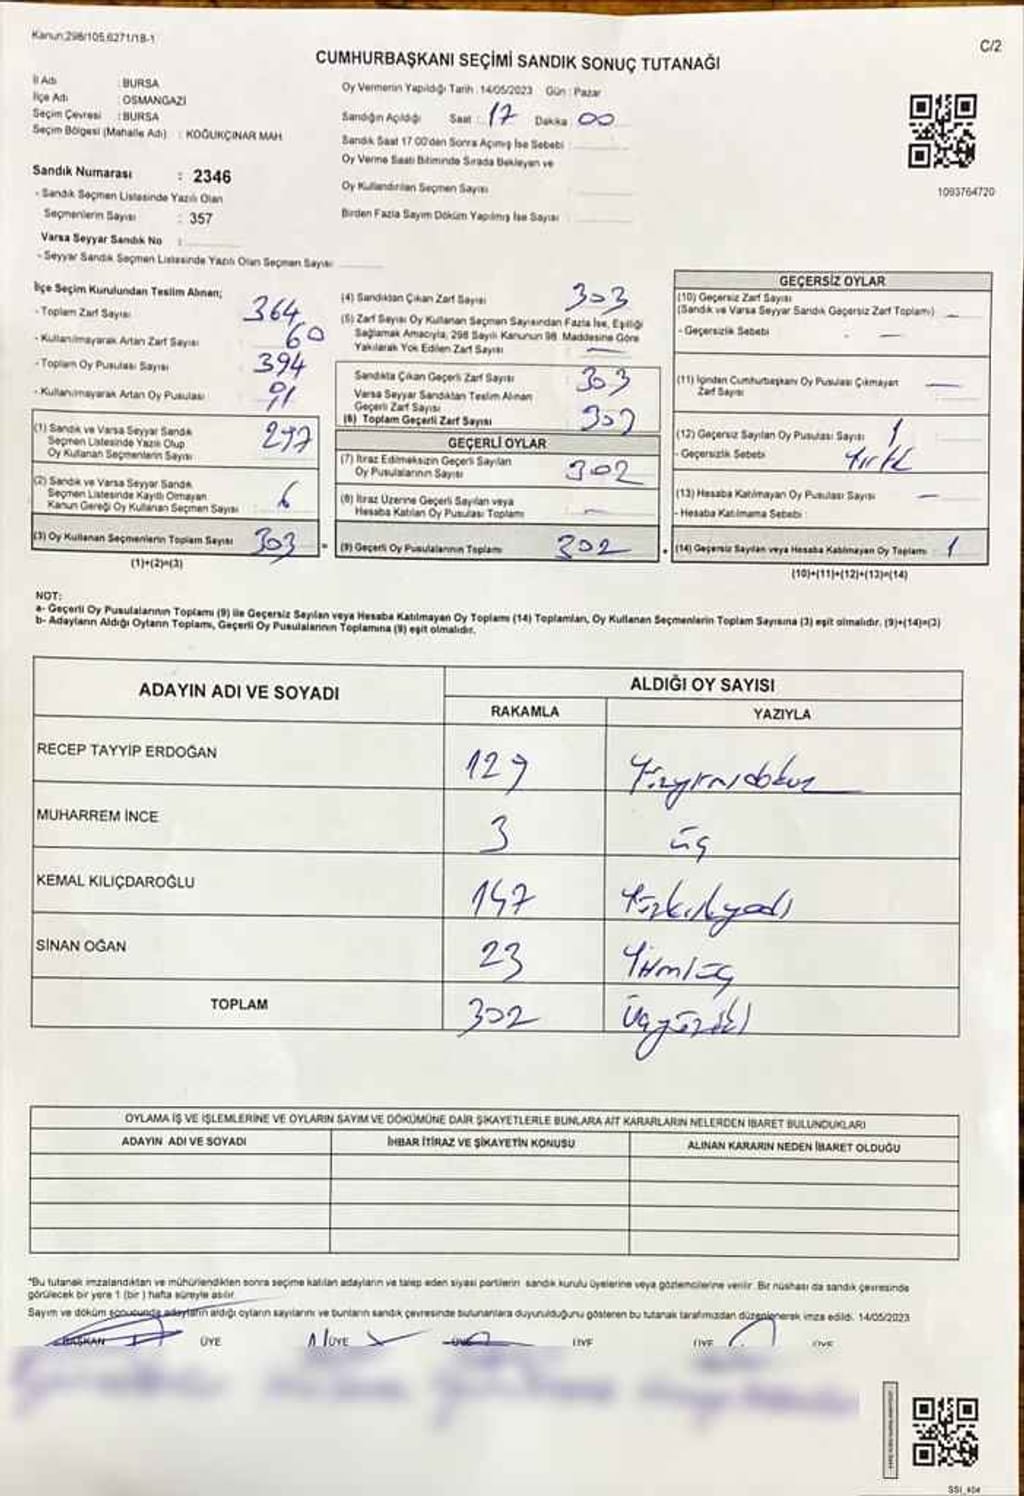 Kanun:298/105,6271/18-1
C/2
CUMHURBAŞKANI SEÇİMİ SANDIK SONUÇ TUTANAĞI
İl Adı : BURSA
İlçe Adı : OSMANGAZİ
Seçim Çevresi : BURSA
Seçim Bölgesi (Mahalle Adı) : KOĞUKÇINAR MAH.
Sandık Numarası : 2346
- Sandık Seçmen Listesinde Yazılı Olan
Seçmenlerin Sayısı : 357
Varsa Seyyar Sandık No :
- Seyyar Sandık Seçmen Listesinde Yazılı Olan Seçmen Sayısı
Oy Vermenin Yapıldığı Tarih : 14/05/2023 Gün : Pazar
Sandığın Açıldığı Saat : 17 Dakika : 00
Sandık Saat 17:00'den Sonra Açılmış İse Sebebi :
Oy Verme Saati Bitiminde Sırada Bekleyen ve
Oy Kullandırılan Seçmen Sayısı :
Birden Fazla Sayım Döküm Yapılmış İse Sayısı :
1093764720
İlçe Seçim Kurulundan Teslim Alınan;
- Toplam Zarf Sayısı 364
- Kullanılmayarak Artan Zarf Sayısı 60
- Toplam Oy Pusulası Sayısı 394
- Kullanılmayarak Artan Oy Pusulası 91
(1) Sandık ve Varsa Seyyar Sandık
Seçmen Listesinde Yazılı Olup
Oy Kullanan Seçmenlerin Sayısı 297
(2) Sandık ve Varsa Seyyar Sandık
Seçmen Listesinde Kayıtlı Olmayan
Kanun Gereği Oy Kullanan Seçmen Sayısı 6
(3) Oy Kullanan Seçmenlerin Toplam Sayısı 303
(1)+(2)=(3)
(4) Sandıktan Çıkan Zarf Sayısı 303
(5) Zarf Sayısı Oy Kullanan Seçmen Sayısından Fazla İse, Eşitliği
Sağlamak Amacıyla, 298 Sayılı Kanunun 98. Maddesine Göre
Yakılarak Yok Edilen Zarf Sayısı —
Sandıkta Çıkan Geçerli Zarf Sayısı 303
Varsa Seyyar Sandıktan Teslim Alınan
Geçerli Zarf Sayısı
(6) Toplam Geçerli Zarf Sayısı 303
GEÇERLİ OYLAR
(7) İtiraz Edilmeksizin Geçerli Sayılan
Oy Pusulalarının Sayısı 302
(8) İtiraz Üzerine Geçerli Sayılan veya
Hesaba Katılan Oy Pusulası Toplamı —
(9) Geçerli Oy Pusulalarının Toplamı 302
GEÇERSİZ OYLAR
(10) Geçersiz Zarf Sayısı
(Sandık ve Varsa Seyyar Sandık Geçersiz Zarf Toplamı) —
- Geçersizlik Sebebi : —
(11) İçinden Cumhurbaşkanı Oy Pusulası Çıkmayan
Zarf Sayısı —
(12) Geçersiz Sayılan Oy Pusulası Sayısı 1
- Geçersizlik Sebebi : Yırtık
(13) Hesaba Katılmayan Oy Pusulası Sayısı —
- Hesaba Katılmama Sebebi :
(14) Geçersiz Sayılan veya Hesaba Katılmayan Oy Toplamı : 1
(10)+(11)+(12)+(13)=(14)
NOT:
a- Geçerli Oy Pusulalarının Toplamı (9) ile Geçersiz Sayılan veya Hesaba Katılmayan Oy Toplamı (14) Toplamları, Oy Kullanan Seçmenlerin Toplam Sayısına (3) eşit olmalıdır. (9)+(14)=(3)
b- Adayların Aldığı Oyların Toplamı, Geçerli Oy Pusulalarının Toplamına (9) eşit olmalıdır.
ADAYIN ADI VE SOYADI ALDIĞI OY SAYISI
RAKAMLA YAZIYLA
RECEP TAYYİP ERDOĞAN 129 Yüzyirmidokuz
MUHARREM İNCE 3 üç
KEMAL KILIÇDAROĞLU 147 Yüzkırkyedi
SİNAN OĞAN 23 Yirmiüç
TOPLAM 302 Üçyüziki
OYLAMA İŞ VE İŞLEMLERİNE VE OYLARIN SAYIM VE DÖKÜMÜNE DAİR ŞİKAYETLERLE BUNLARA AİT KARARLARIN NELERDEN İBARET BULUNDUKLARI
ADAYIN ADI VE SOYADI İHBAR İTİRAZ VE ŞİKAYETİN KONUSU ALINAN KARARIN NEDEN İBARET OLDUĞU
*Bu tutanak imzalandıktan ve mühürlendikten sonra seçime katılan adayların ve talep eden siyasi partilerin sandık kurulu üyelerine veya gözlemcilerine verilir. Bir nüshası da sandık çevresinde
görülecek bir yere 1 (bir ) hafta süreyle asılır.
Sayım ve döküm sonucunda adayların aldığı oyların sayılarını ve bunların sandık çevresinde bulunanlara duyurulduğunu gösteren bu tutanak tarafımızdan düzenlenerek imza edildi. 14/05/2023
BAŞKAN ÜYE ÜYE ÜYE ÜYE ÜYE ÜYE
SSI_404